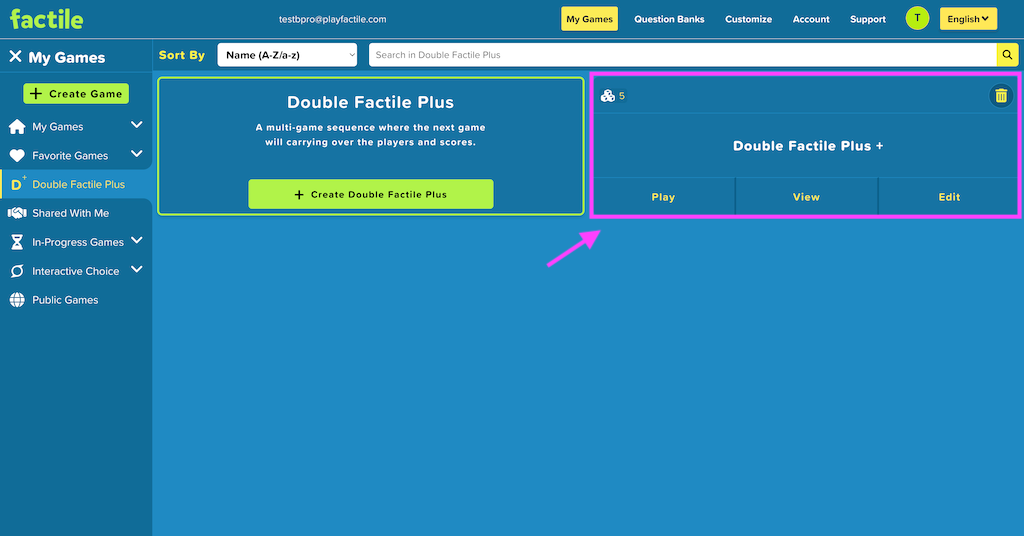 factile
testbpro@playfactile.com
My Games
Question Banks
Customize
Account
Support
T
English
My Games
Sort By
Name (A-Z/a-z)
Search in Double Factile Plus
Create Game
My Games
Favorite Games
D+
Double Factile Plus
Shared With Me
In-Progress Games
Interactive Choice
Public Games
Double Factile Plus
A multi-game sequence where the next game
will carrying over the players and scores.
+ Create Double Factile Plus
5
Double Factile Plus +
Play
View
Edit